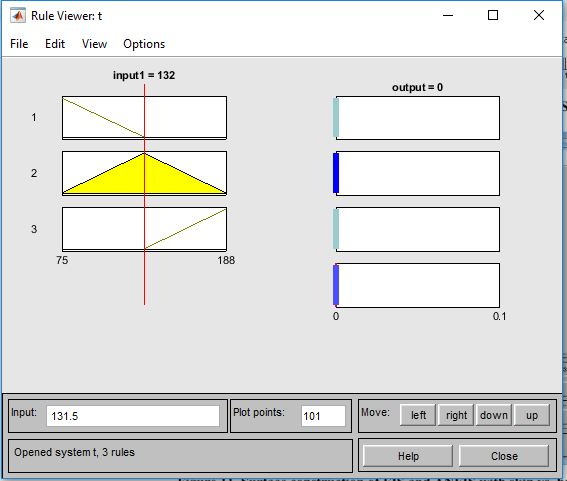 Rule Viewer: t
File Edit View Options
input1 = 132
output = 0
1
2
3
75 188
0 0.1
Input: 131.5 Plot points: 101 Move: left right down up
Opened system t, 3 rules Help Close